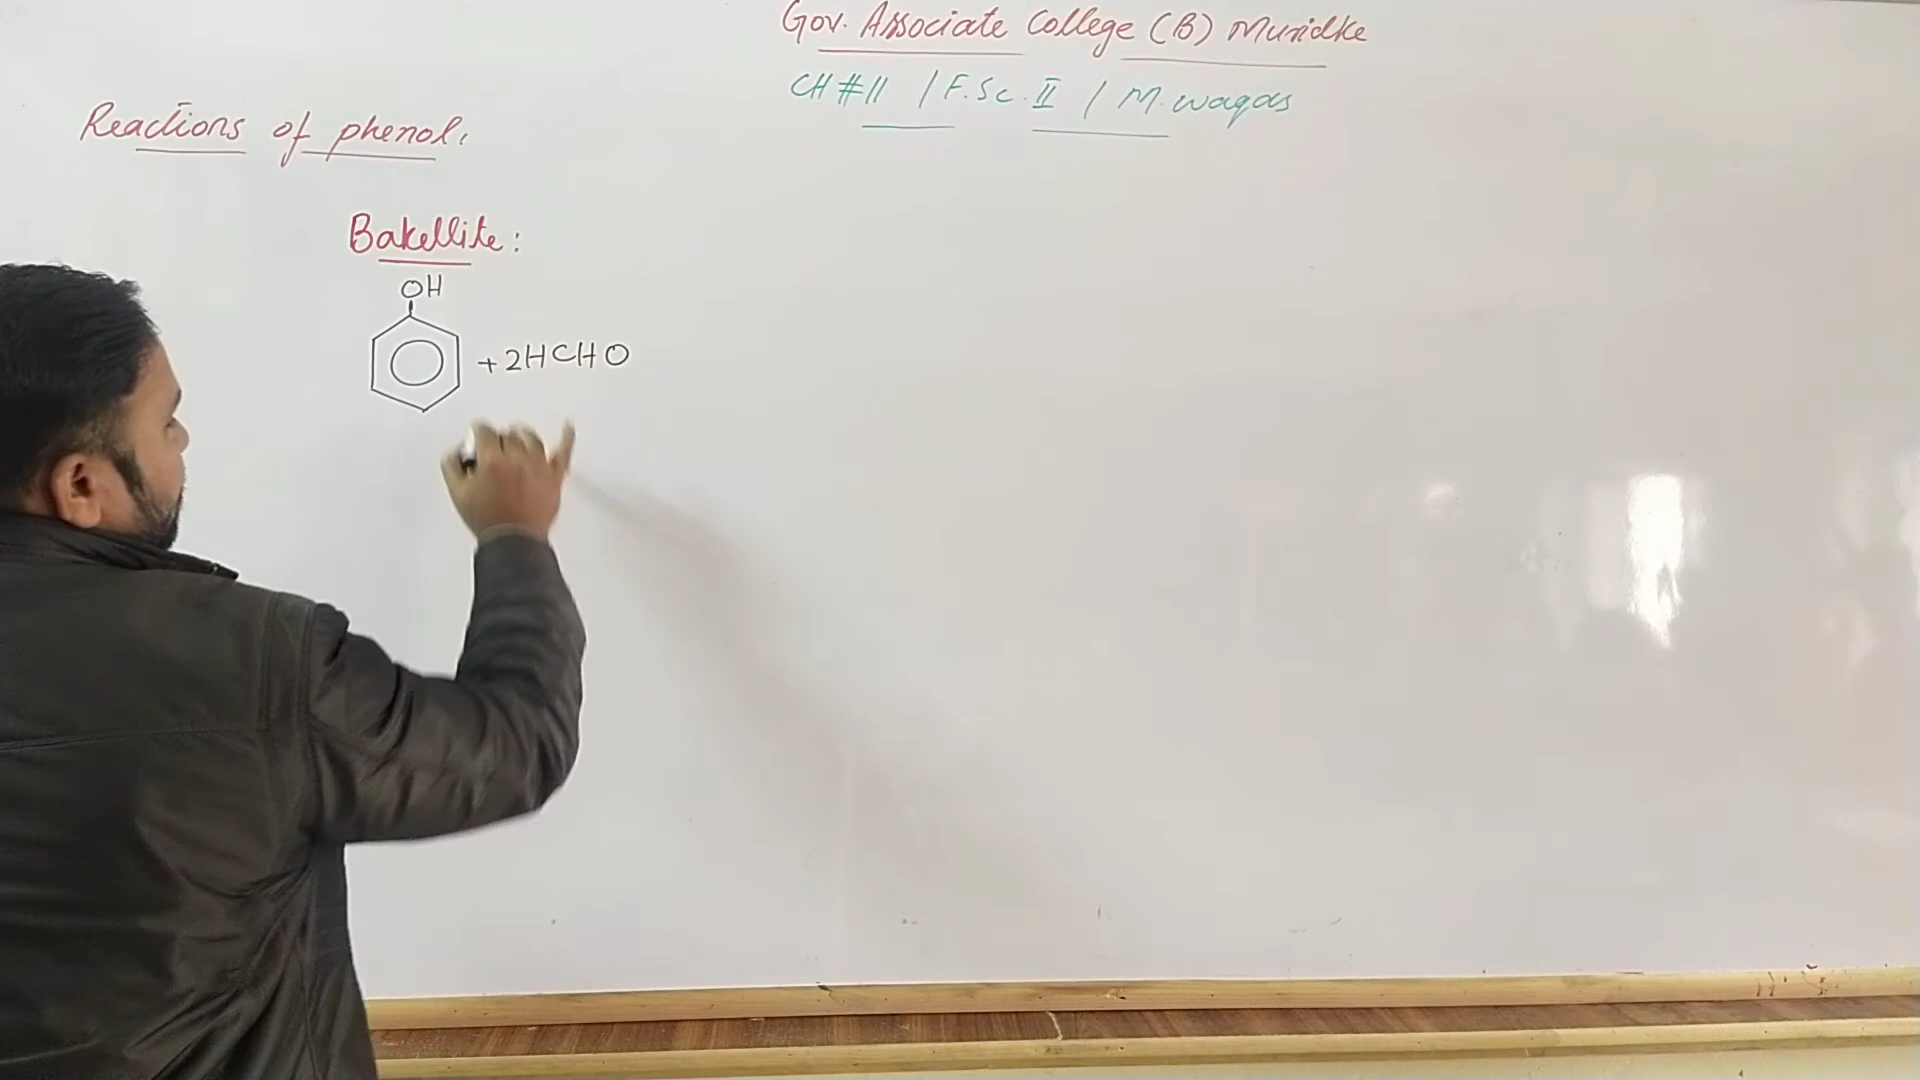 Gov. Associate College (B) Muridke
CH #11 / F.Sc. II / M. waqas
Reactions of phenol.
Bakellite:
OH
+ 2HCHO